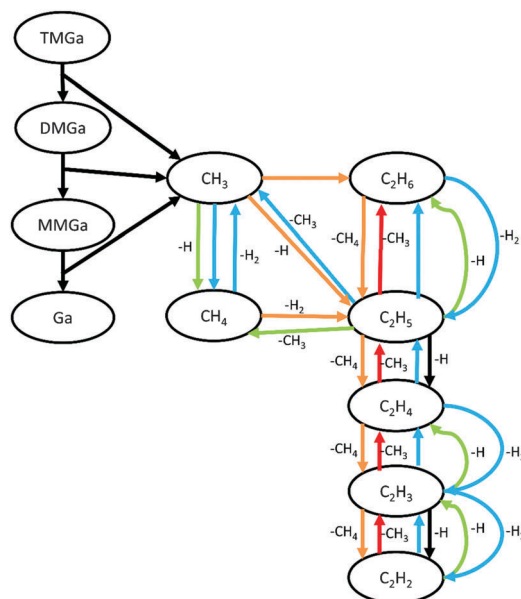 TMGa
DMGa
CH₃
C₂H₆
-CH₃
-H₂
MMGa
-H
-H₂
-H
-CH₄
-CH₃
-H
Ga
CH₄
-H₂
C₂H₅
-CH₃
-CH₄
-CH₃
-H
C₂H₄
-CH₄
-CH₃
-H
-H
C₂H₃
-CH₄
-CH₃
-H
-H
-H
C₂H₂